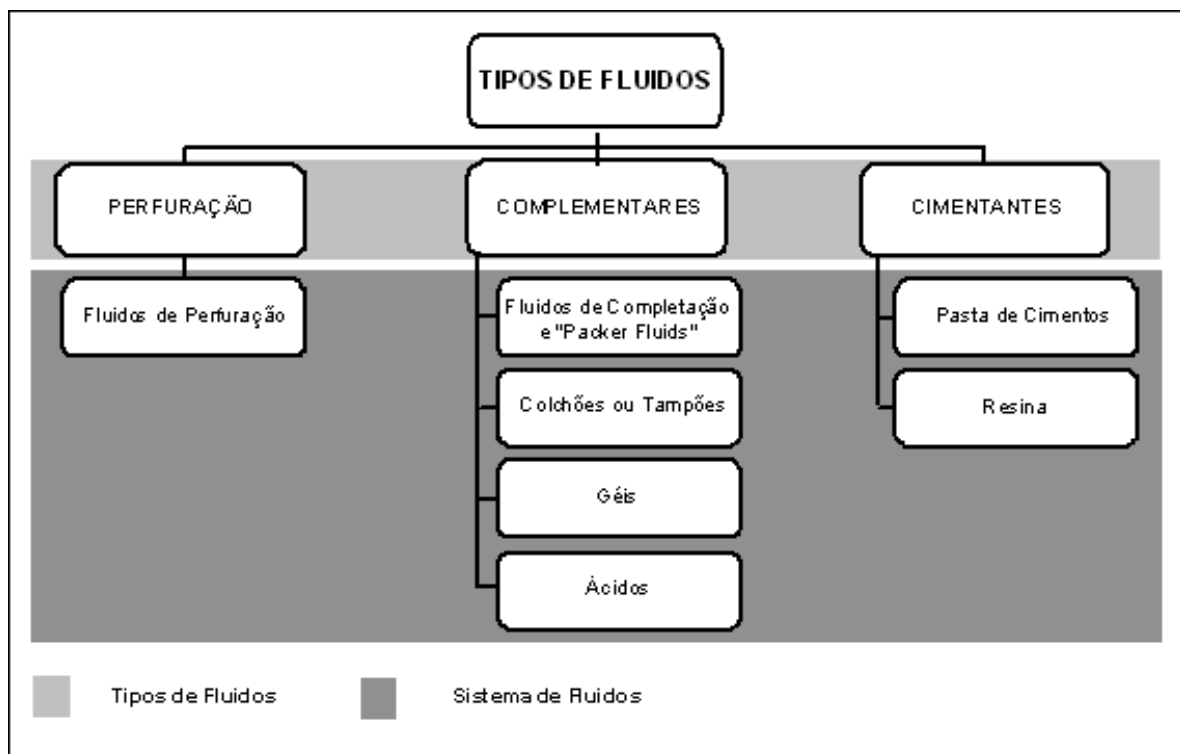 TIPOS DE FLUIDOS
PERFURAÇÃO
COMPLEMENTARES
CIMENTANTES
Fluidos de Perfuração
Fluidos de Completação
e "Packer Fluids"
Colchões ou Tampões
Géis
Ácidos
Pasta de Cimentos
Resina
Tipos de Fluidos
Sistema de Fluidos